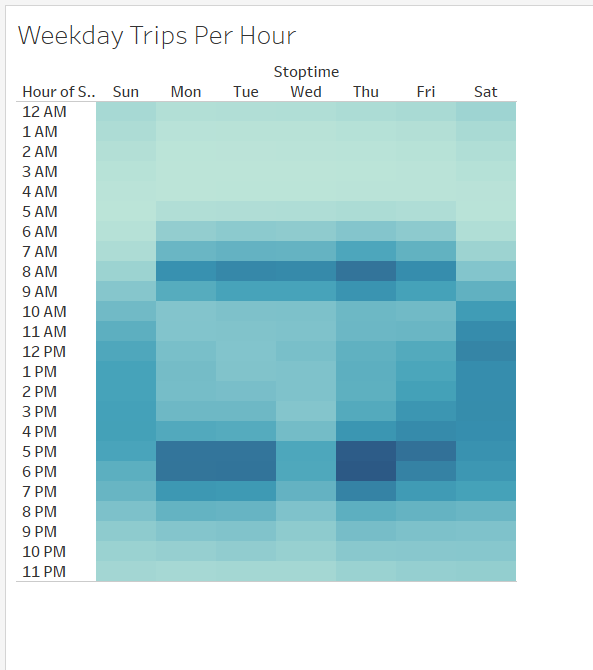 Weekday Trips Per Hour
Stoptime
Hour of S.. Sun Mon Tue Wed Thu Fri Sat
12 AM
1 AM
2 AM
3 AM
4 AM
5 AM
6 AM
7 AM
8 AM
9 AM
10 AM
11 AM
12 PM
1 PM
2 PM
3 PM
4 PM
5 PM
6 PM
7 PM
8 PM
9 PM
10 PM
11 PM